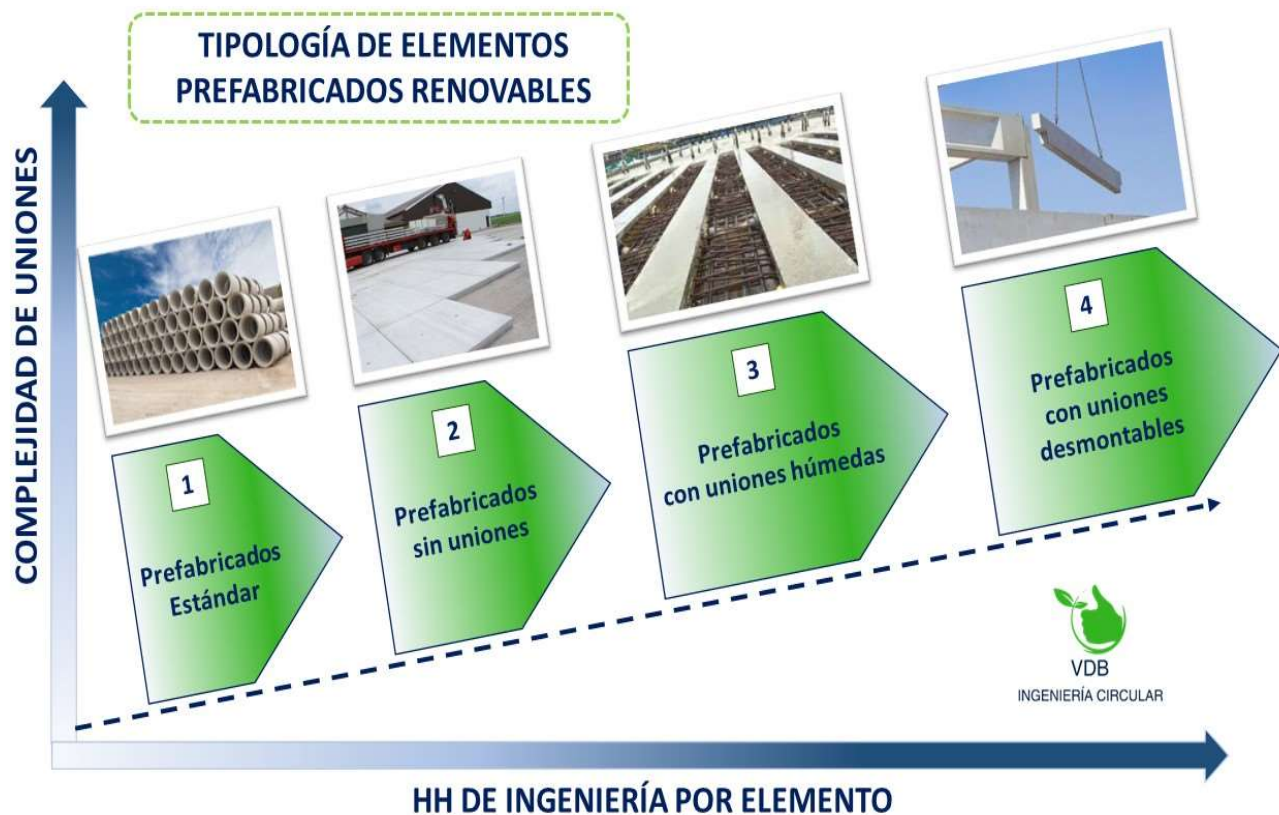 TIPOLOGÍA DE ELEMENTOS
PREFABRICADOS RENOVABLES
COMPLEJIDAD DE UNIONES
1
Prefabricados
Estándar
2
Prefabricados
sin uniones
3
Prefabricados
con uniones húmedas
4
Prefabricados
con uniones
desmontables
VDB
INGENIERÍA CIRCULAR
HH DE INGENIERÍA POR ELEMENTO